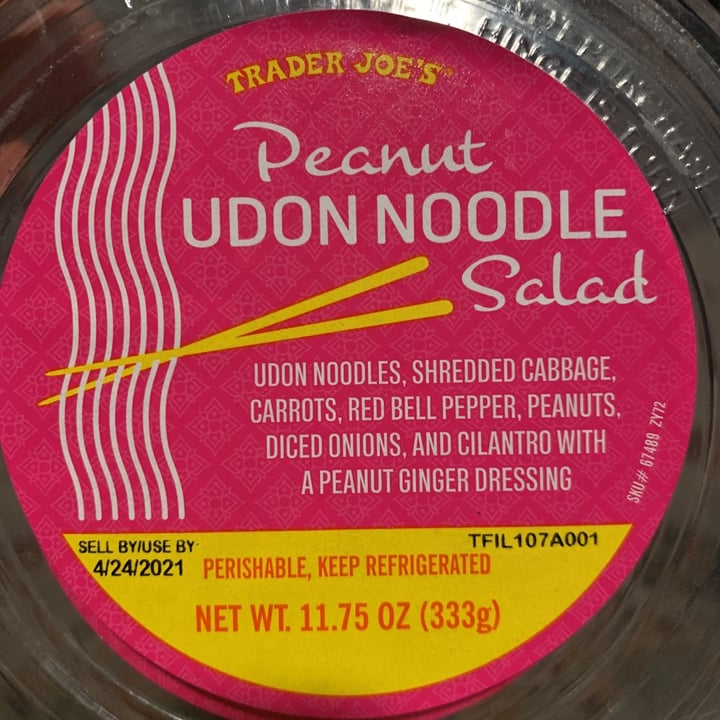 TRADER JOE'S
Peanut
UDON NOODLE
Salad
UDON NOODLES, SHREDDED CABBAGE,
CARROTS, RED BELL PEPPER, PEANUTS,
DICED ONIONS, AND CILANTRO WITH
A PEANUT GINGER DRESSING
SKU# 67489 ZY72
SELL BY/USE BY:
4/24/2021
TFIL107A001
PERISHABLE, KEEP REFRIGERATED
NET WT. 11.75 OZ (333g)